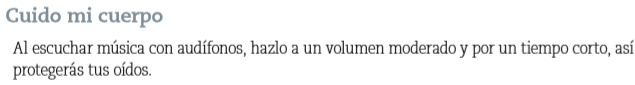 Cuido mi cuerpo
Al escuchar música con audífonos, hazlo a un volumen moderado y por un tiempo corto, así
protegerás tus oídos.